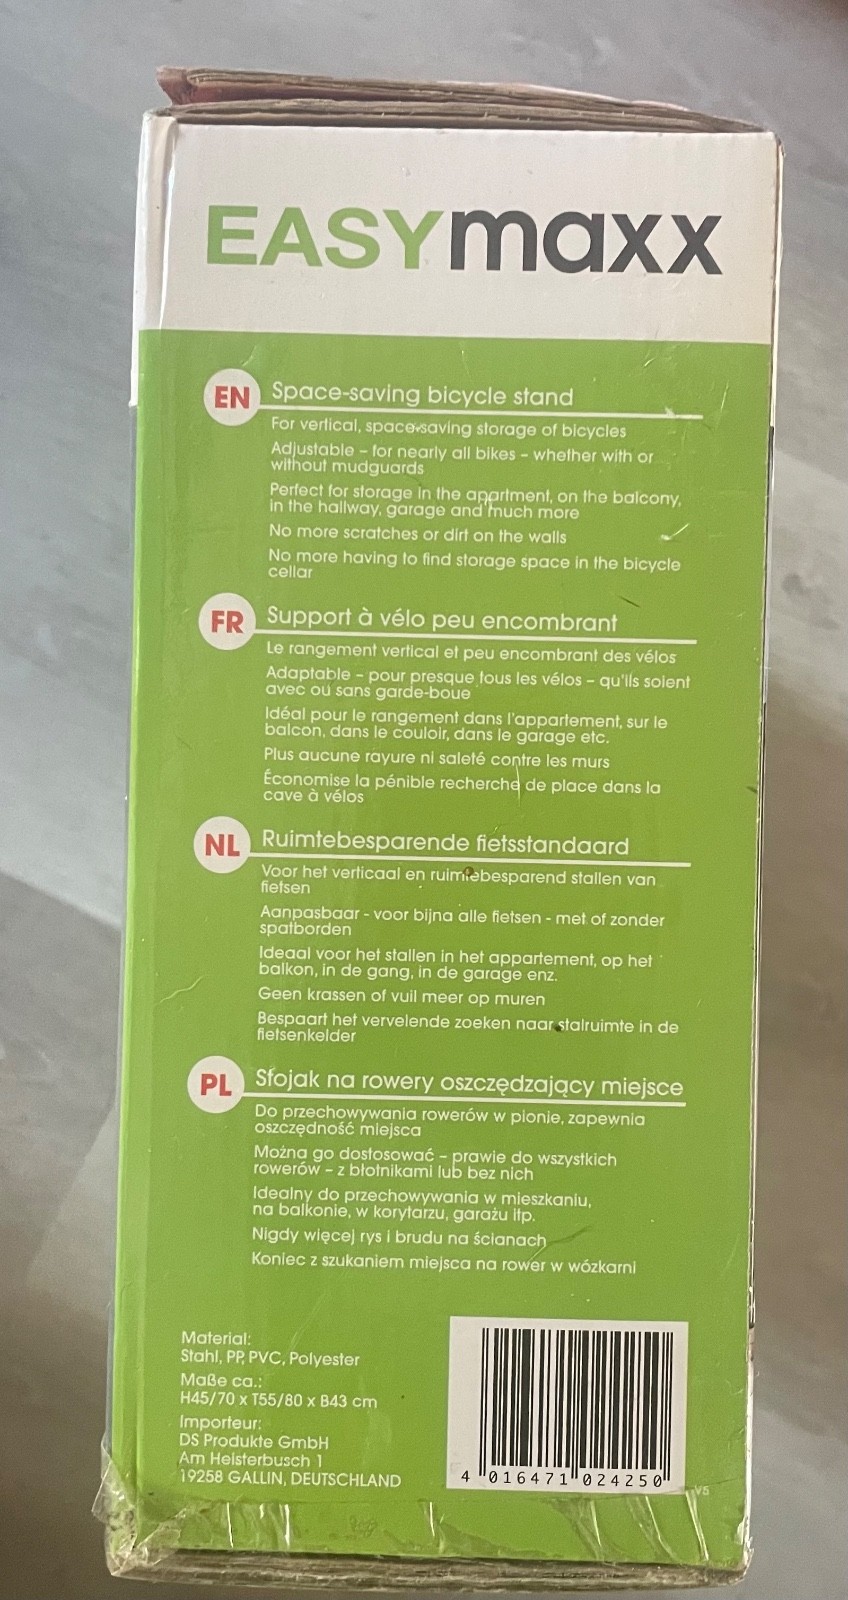 EASYmaxx
EN Space-saving bicycle stand
For vertical, space-saving storage of bicycles
Adjustable – for nearly all bikes – whether with or
without mudguards
Perfect for storage in the apartment, on the balcony,
in the hallway, garage and much more
No more scratches or dirt on the walls
No more having to find storage space in the bicycle
cellar
FR Support à vélo peu encombrant
Le rangement vertical et peu encombrant des vélos
Adaptable – pour presque tous les vélos – qu'ils soient
avec ou sans garde-boue
Idéal pour le rangement dans l'appartement, sur le
balcon, dans le couloir, dans le garage etc.
Plus aucune rayure ni saleté contre les murs
Économise la pénible recherche de place dans la
cave à vélos
NL Ruimtebesparende fietsstandaard
Voor het verticaal en ruimtebesparend stallen van
fietsen
Aanpasbaar - voor bijna alle fietsen - met of zonder
spatborden
Ideaal voor het stallen in het appartement, op het
balkon, in de gang, in de garage enz.
Geen krassen of vuil meer op muren
Bespaart het vervelende zoeken naar stalruimte in de
fietsenkelder
PL Stojak na rowery oszczędzający miejsce
Do przechowywania rowerów w pionie, zapewnia
oszczędność miejsca
Można go dostosować – prawie do wszystkich
rowerów – z błotnikami lub bez nich
Idealny do przechowywania w mieszkaniu,
na balkonie, w korytarzu, garażu itp.
Nigdy więcej rys i brudu na ścianach
Koniec z szukaniem miejsca na rower w wózkarni
Material:
Stahl, PP, PVC, Polyester
Maße ca.:
H45/70 x T55/80 x B43 cm
Importeur:
DS Produkte GmbH
Am Heisterbusch 1
19258 GALLIN, DEUTSCHLAND
4 016471 024250
V5